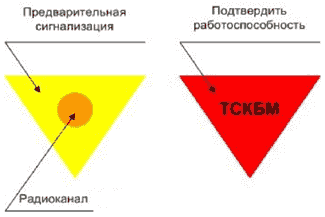 Предварительная
сигнализация
Подтвердить
работоспособность
ТСКБМ
Радиоканал